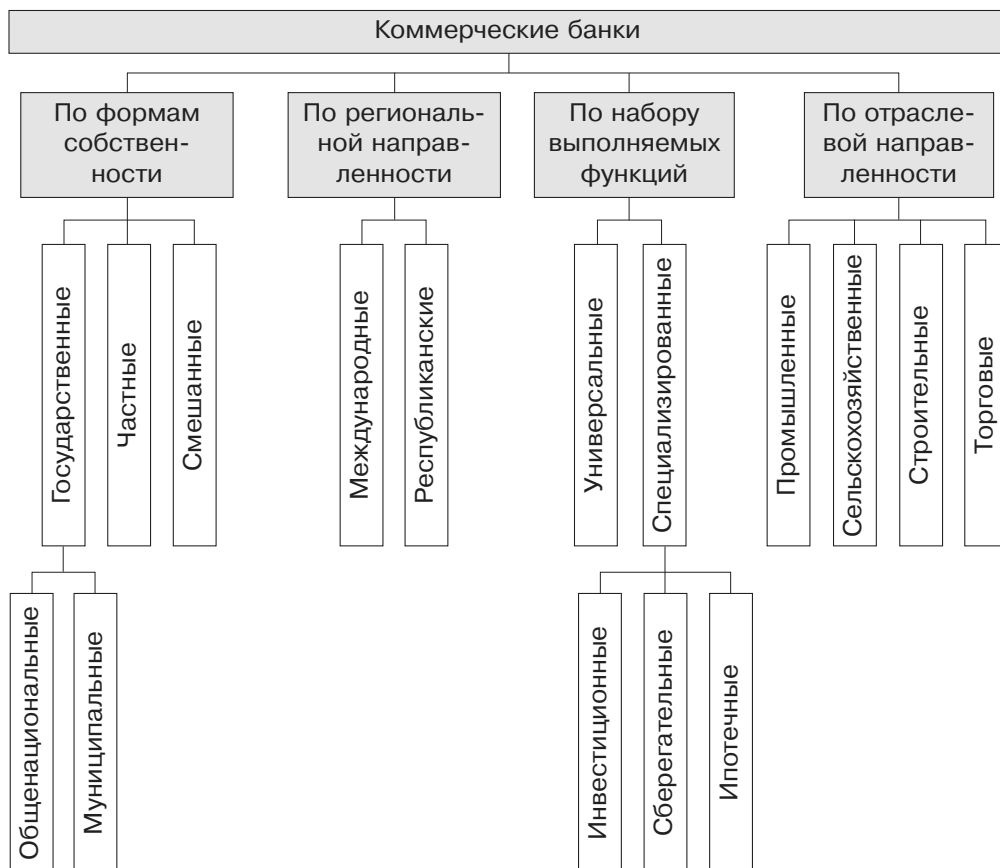 Коммерческие банки
По формам
собствен-
ности
По региональ-
ной направ-
ленности
По набору
выполняемых
функций
По отрасле-
вой направ-
ленности
Государственные
Частные
Смешанные
Международные
Республиканские
Универсальные
Специализированные
Промышленные
Сельскохозяйственные
Строительные
Торговые
Общенациональные
Муниципальные
Инвестиционные
Сберегательные
Ипотечные